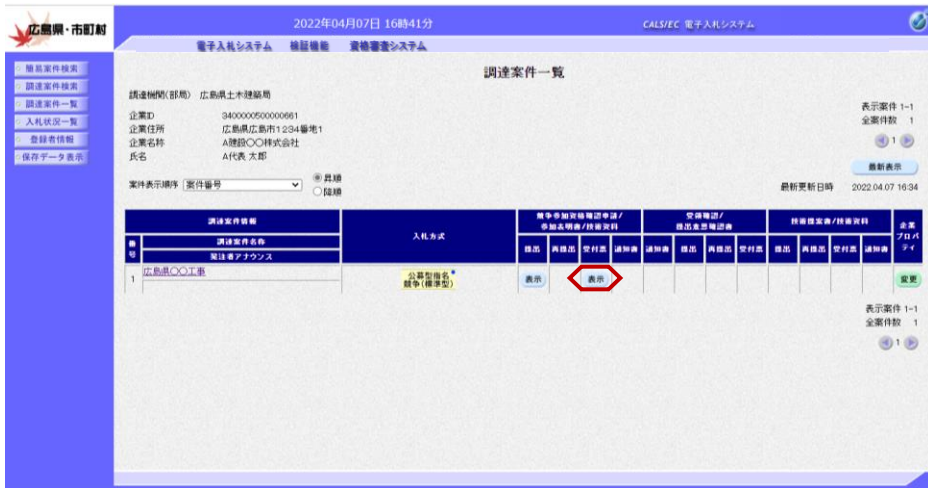 広島県・市町村
2022年04月07日 16時41分
CALS/EC 電子入札システム
電子入札システム 検証機能 資格審査システム
簡易案件検索
調達案件検索
調達案件一覧
入札状況一覧
登録者情報
保存データ表示
調達案件一覧
調達機関(部局) 広島県土木建築局
企業ID 3400000500000661
企業住所 広島県広島市1234番地1
企業名称 A建設〇〇株式会社
氏名 A代表 太郎
案件表示順序 案件番号
昇順
降順
表示案件 1-1
全案件数 1
1
最新表示
最新更新日時 2022.04.07 16:34
調達案件情報
入札方式
競争参加資格確認申請/
参加表明書/技術資料
受領確認/
提出意思確認書
技術提案書/技術資料
企業
プロパ
ティ
番号
調達案件名称
発注者アナウンス
提出 再提出 受付票 通知書 通知書 提出 再提出 受付票 提出 再提出 受付票 通知書
1 広島県〇〇工事
公募型指名
競争(標準型)
表示 表示 変更
表示案件 1-1
全案件数 1
1